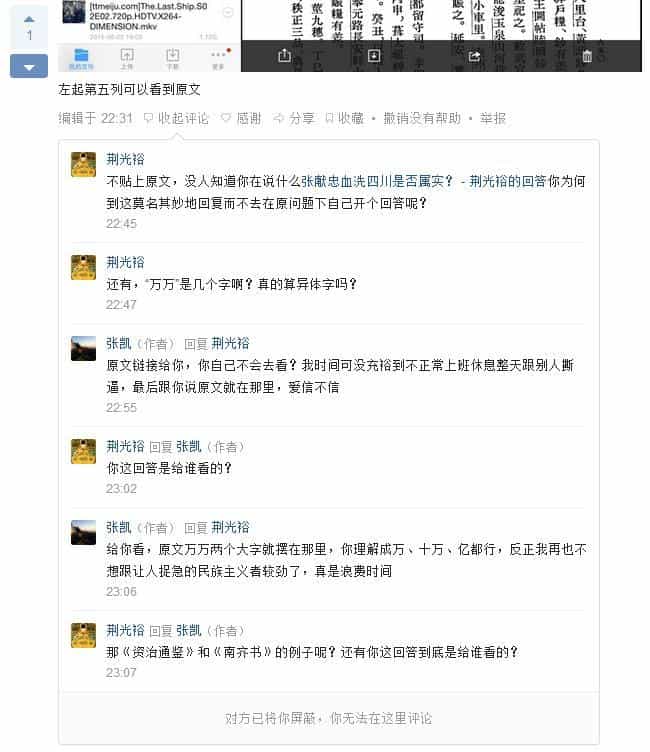 [ttmeiju.com]The.Last.Ship.S0
2E02.720p.HDTV.X264-
DIMENSION.mkv
1
上传
下载
更多
左起第五列可以看到原文
编辑于 22:31 收起评论 感谢 分享 收藏 • 撤销没有帮助 • 举报
荆光裕
不贴上原文，没人知道你在说什么张献忠血洗四川是否属实？ - 荆光裕的回答你为何
到这莫名其妙地回复而不去在原问题下自己开个回答呢？
22:45
荆光裕
还有，“万万”是几个字啊？真的算异体字吗？
22:47
张凯（作者） 回复 荆光裕
原文链接给你，你自己不会去看？我时间可没充裕到不正常上班休息整天跟别人撕
逼，最后跟你说原文就在那里，爱信不信
22:55
荆光裕 回复 张凯（作者）
你这回答是给谁看的？
23:02
张凯（作者） 回复 荆光裕
给你看，原文万万两个大字就摆在那里，你理解成万、十万、亿都行，反正我再也不
想跟让人捉急的民族主义者较劲了，真是浪费时间
23:06
荆光裕 回复 张凯（作者）
那《资治通鉴》和《南齐书》的例子呢？还有你这回答到底是给谁看的？
23:07
对方已将你屏蔽，你无法在这里评论